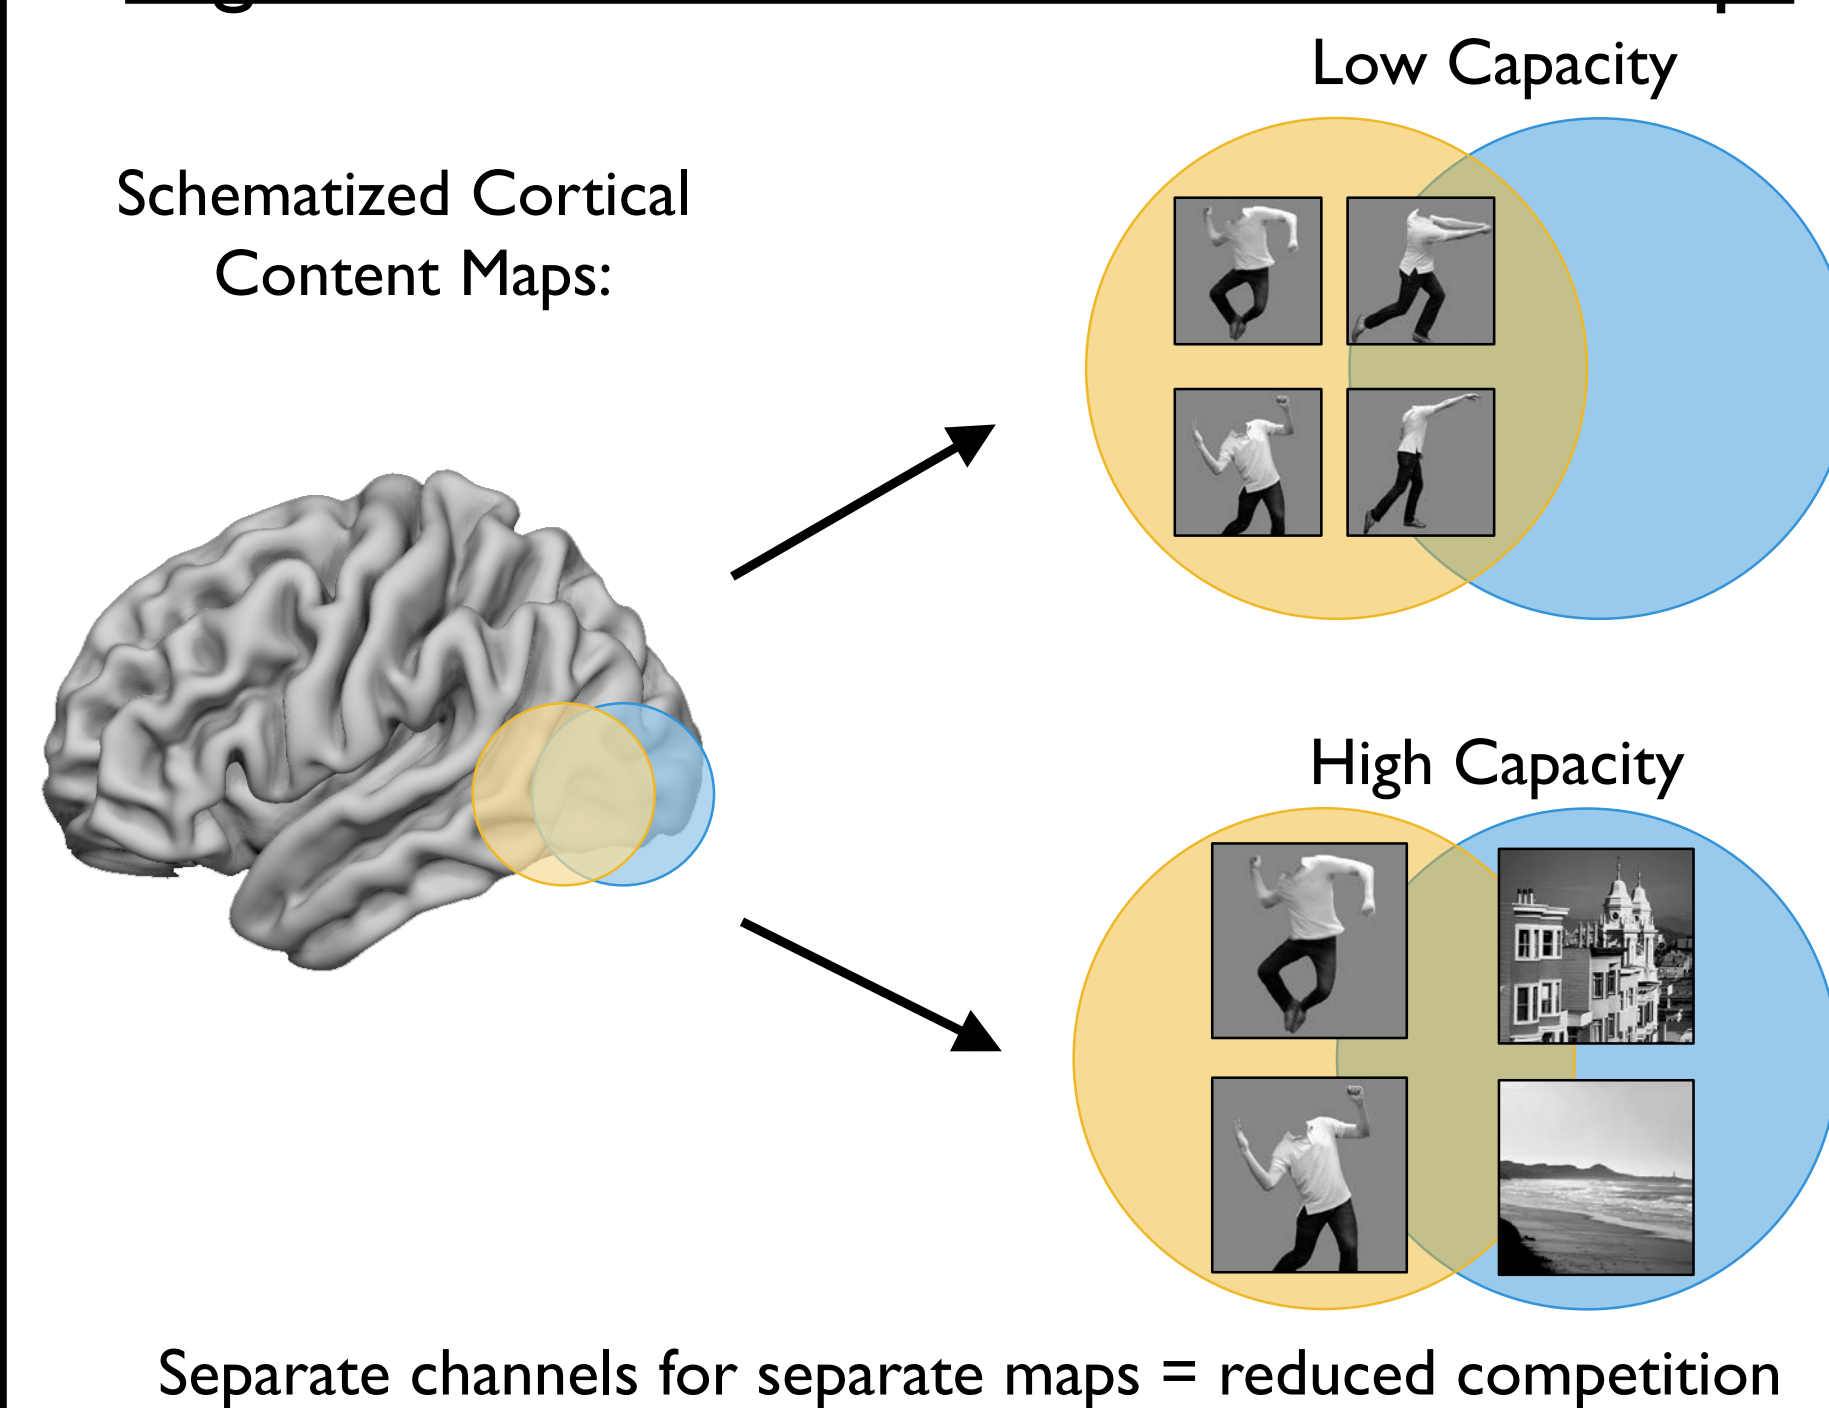 Low Capacity
Schematized Cortical
Content Maps:
High Capacity
Separate channels for separate maps = reduced competition